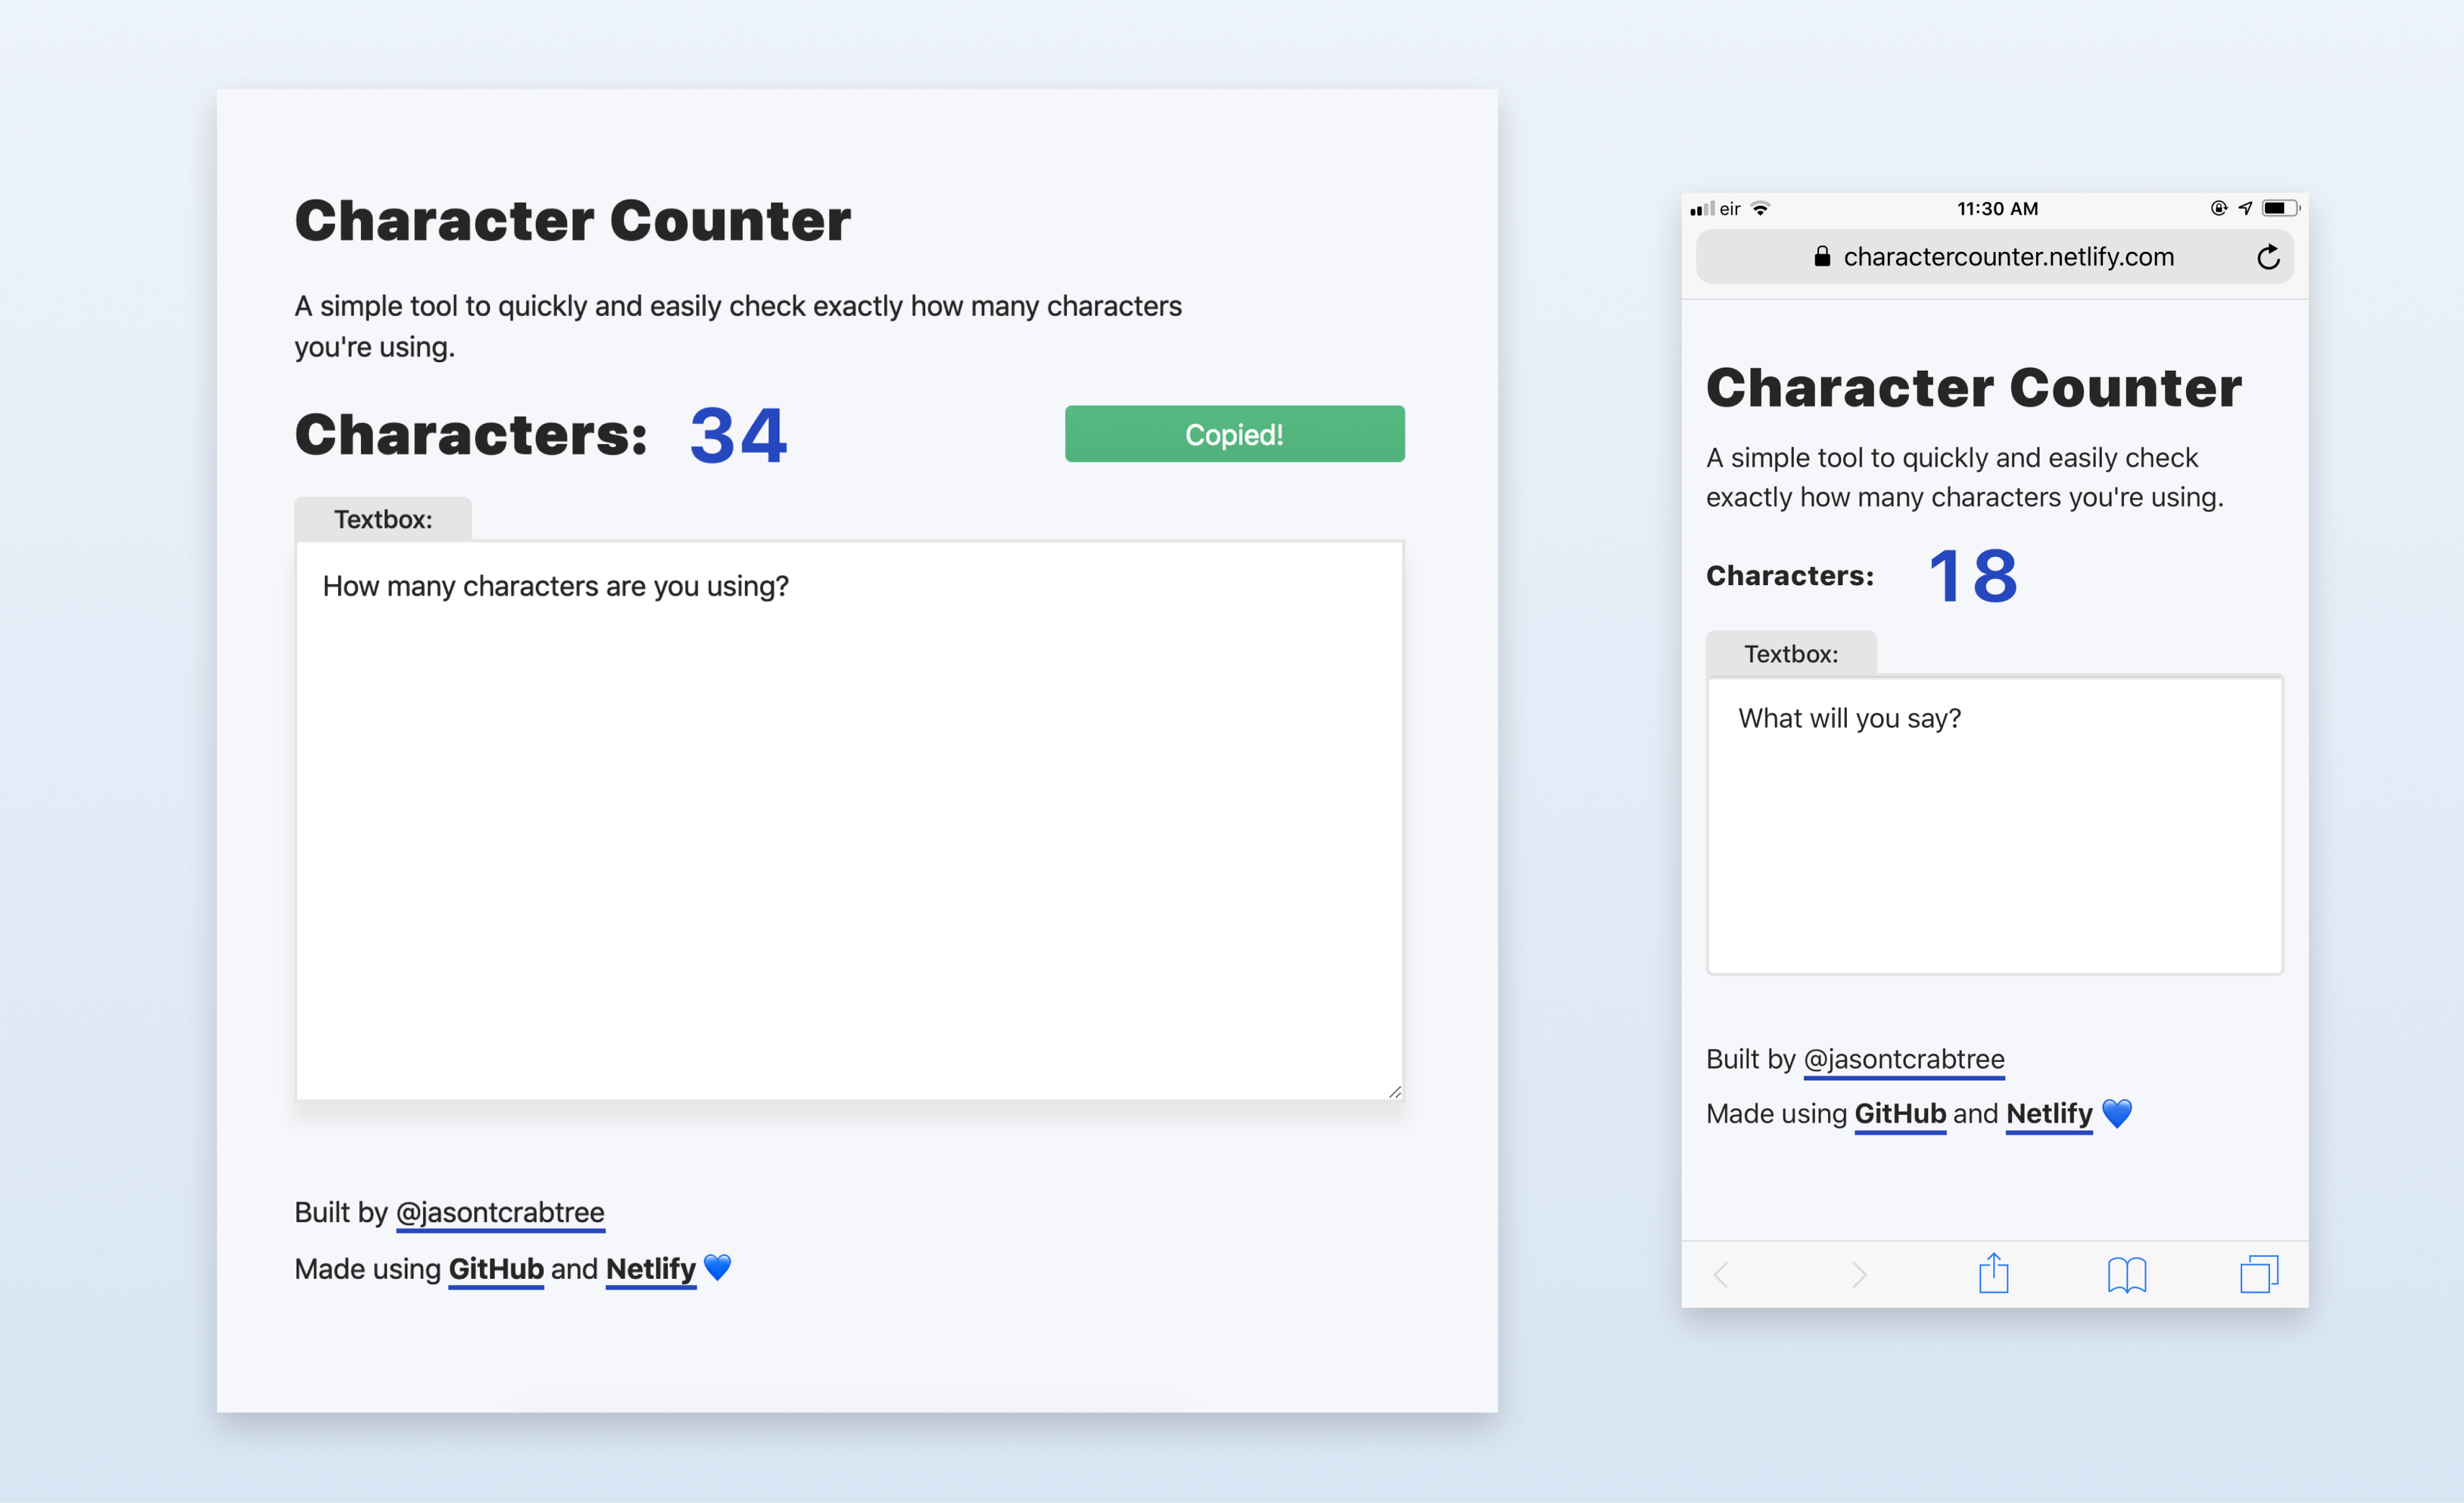 Character Counter
A simple tool to quickly and easily check exactly how many characters
you're using.
Characters: 34
Copied!
Textbox:
How many characters are you using?
Built by @jasontcrabtree
Made using GitHub and Netlify 💙
eir 11:30 AM
charactercounter.netlify.com
Character Counter
A simple tool to quickly and easily check
exactly how many characters you're using.
Characters: 18
Textbox:
What will you say?
Built by @jasontcrabtree
Made using GitHub and Netlify 💙